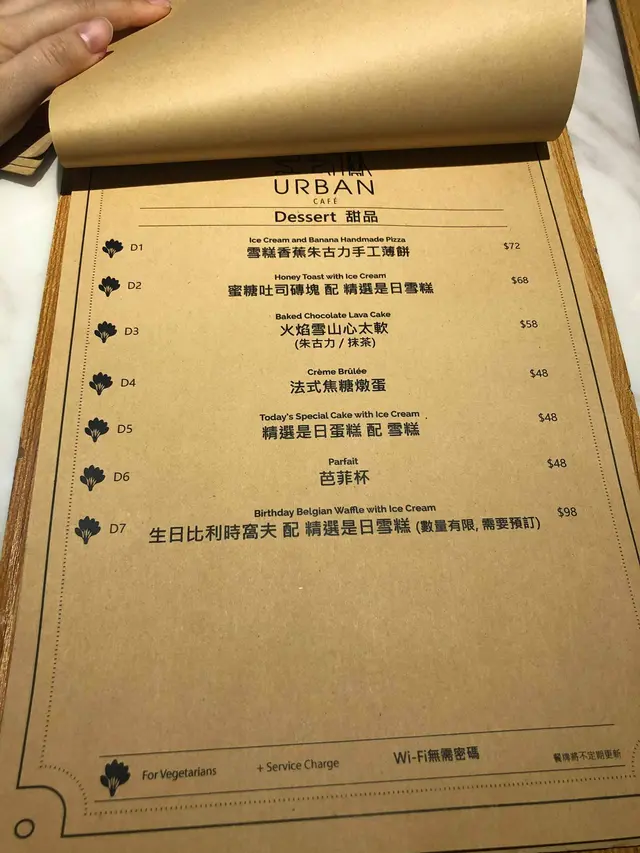 URBAN
CAFÉ
Dessert 甜品
D1
Ice Cream and Banana Handmade Pizza
雪糕香蕉朱古力手工薄餅
$72
D2
Honey Toast with Ice Cream
蜜糖吐司磚塊 配 精選是日雪糕
$68
D3
Baked Chocolate Lava Cake
火焰雪山心太軟
(朱古力 / 抹茶)
$58
D4
Crème Brûlée
法式焦糖燉蛋
$48
D5
Today's Special Cake with Ice Cream
精選是日蛋糕 配 雪糕
$48
D6
Parfait
芭菲杯
$48
D7
Birthday Belgian Waffle with Ice Cream
生日比利時窩夫 配 精選是日雪糕 (數量有限, 需要預訂)
$98
For Vegetarians
+ Service Charge
Wi-Fi無需密碼
餐牌將不定期更新